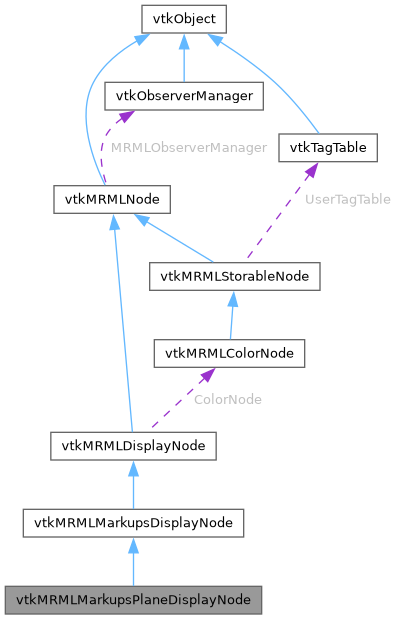 vtkObject
vtkObserverManager
vtkTagTable
MRMLObserverManager
vtkMRMLNode
UserTagTable
vtkMRMLStorableNode
vtkMRMLColorNode
ColorNode
vtkMRMLDisplayNode
vtkMRMLMarkupsDisplayNode
vtkMRMLMarkupsPlaneDisplayNode